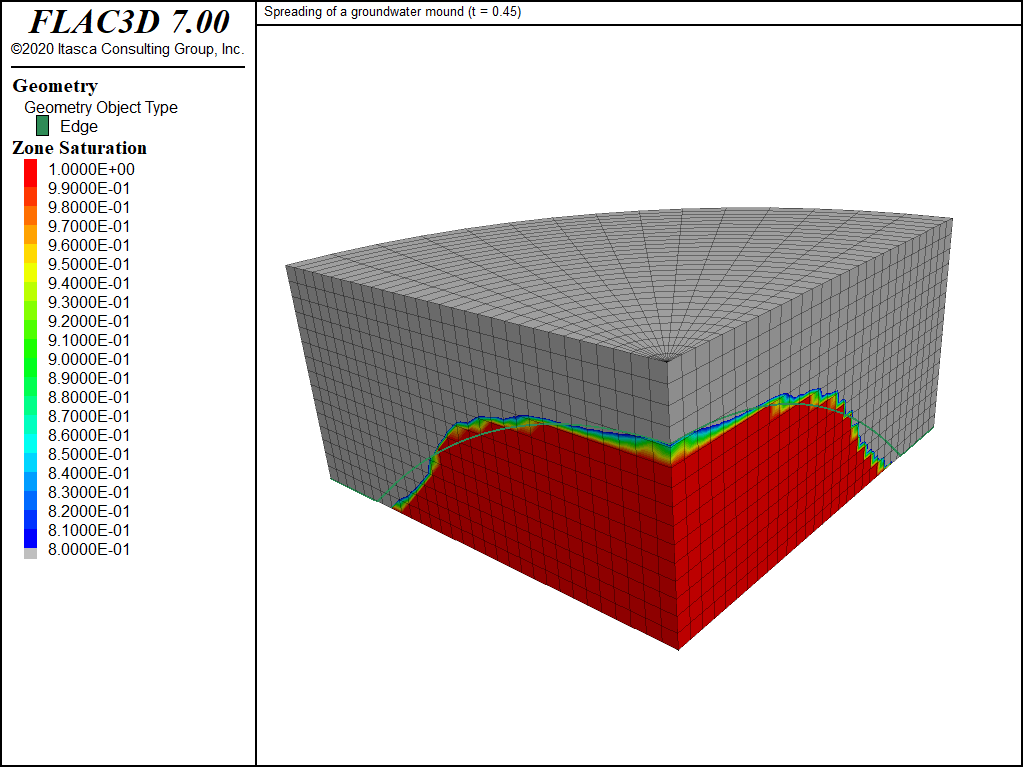 FLAC3D 7.00
©2020 Itasca Consulting Group, Inc.
Geometry
Geometry Object Type
Edge
Zone Saturation
1.0000E+00
9.9000E-01
9.8000E-01
9.7000E-01
9.6000E-01
9.5000E-01
9.4000E-01
9.3000E-01
9.2000E-01
9.1000E-01
9.0000E-01
8.9000E-01
8.8000E-01
8.7000E-01
8.6000E-01
8.5000E-01
8.4000E-01
8.3000E-01
8.2000E-01
8.1000E-01
8.0000E-01
Spreading of a groundwater mound (t = 0.45)